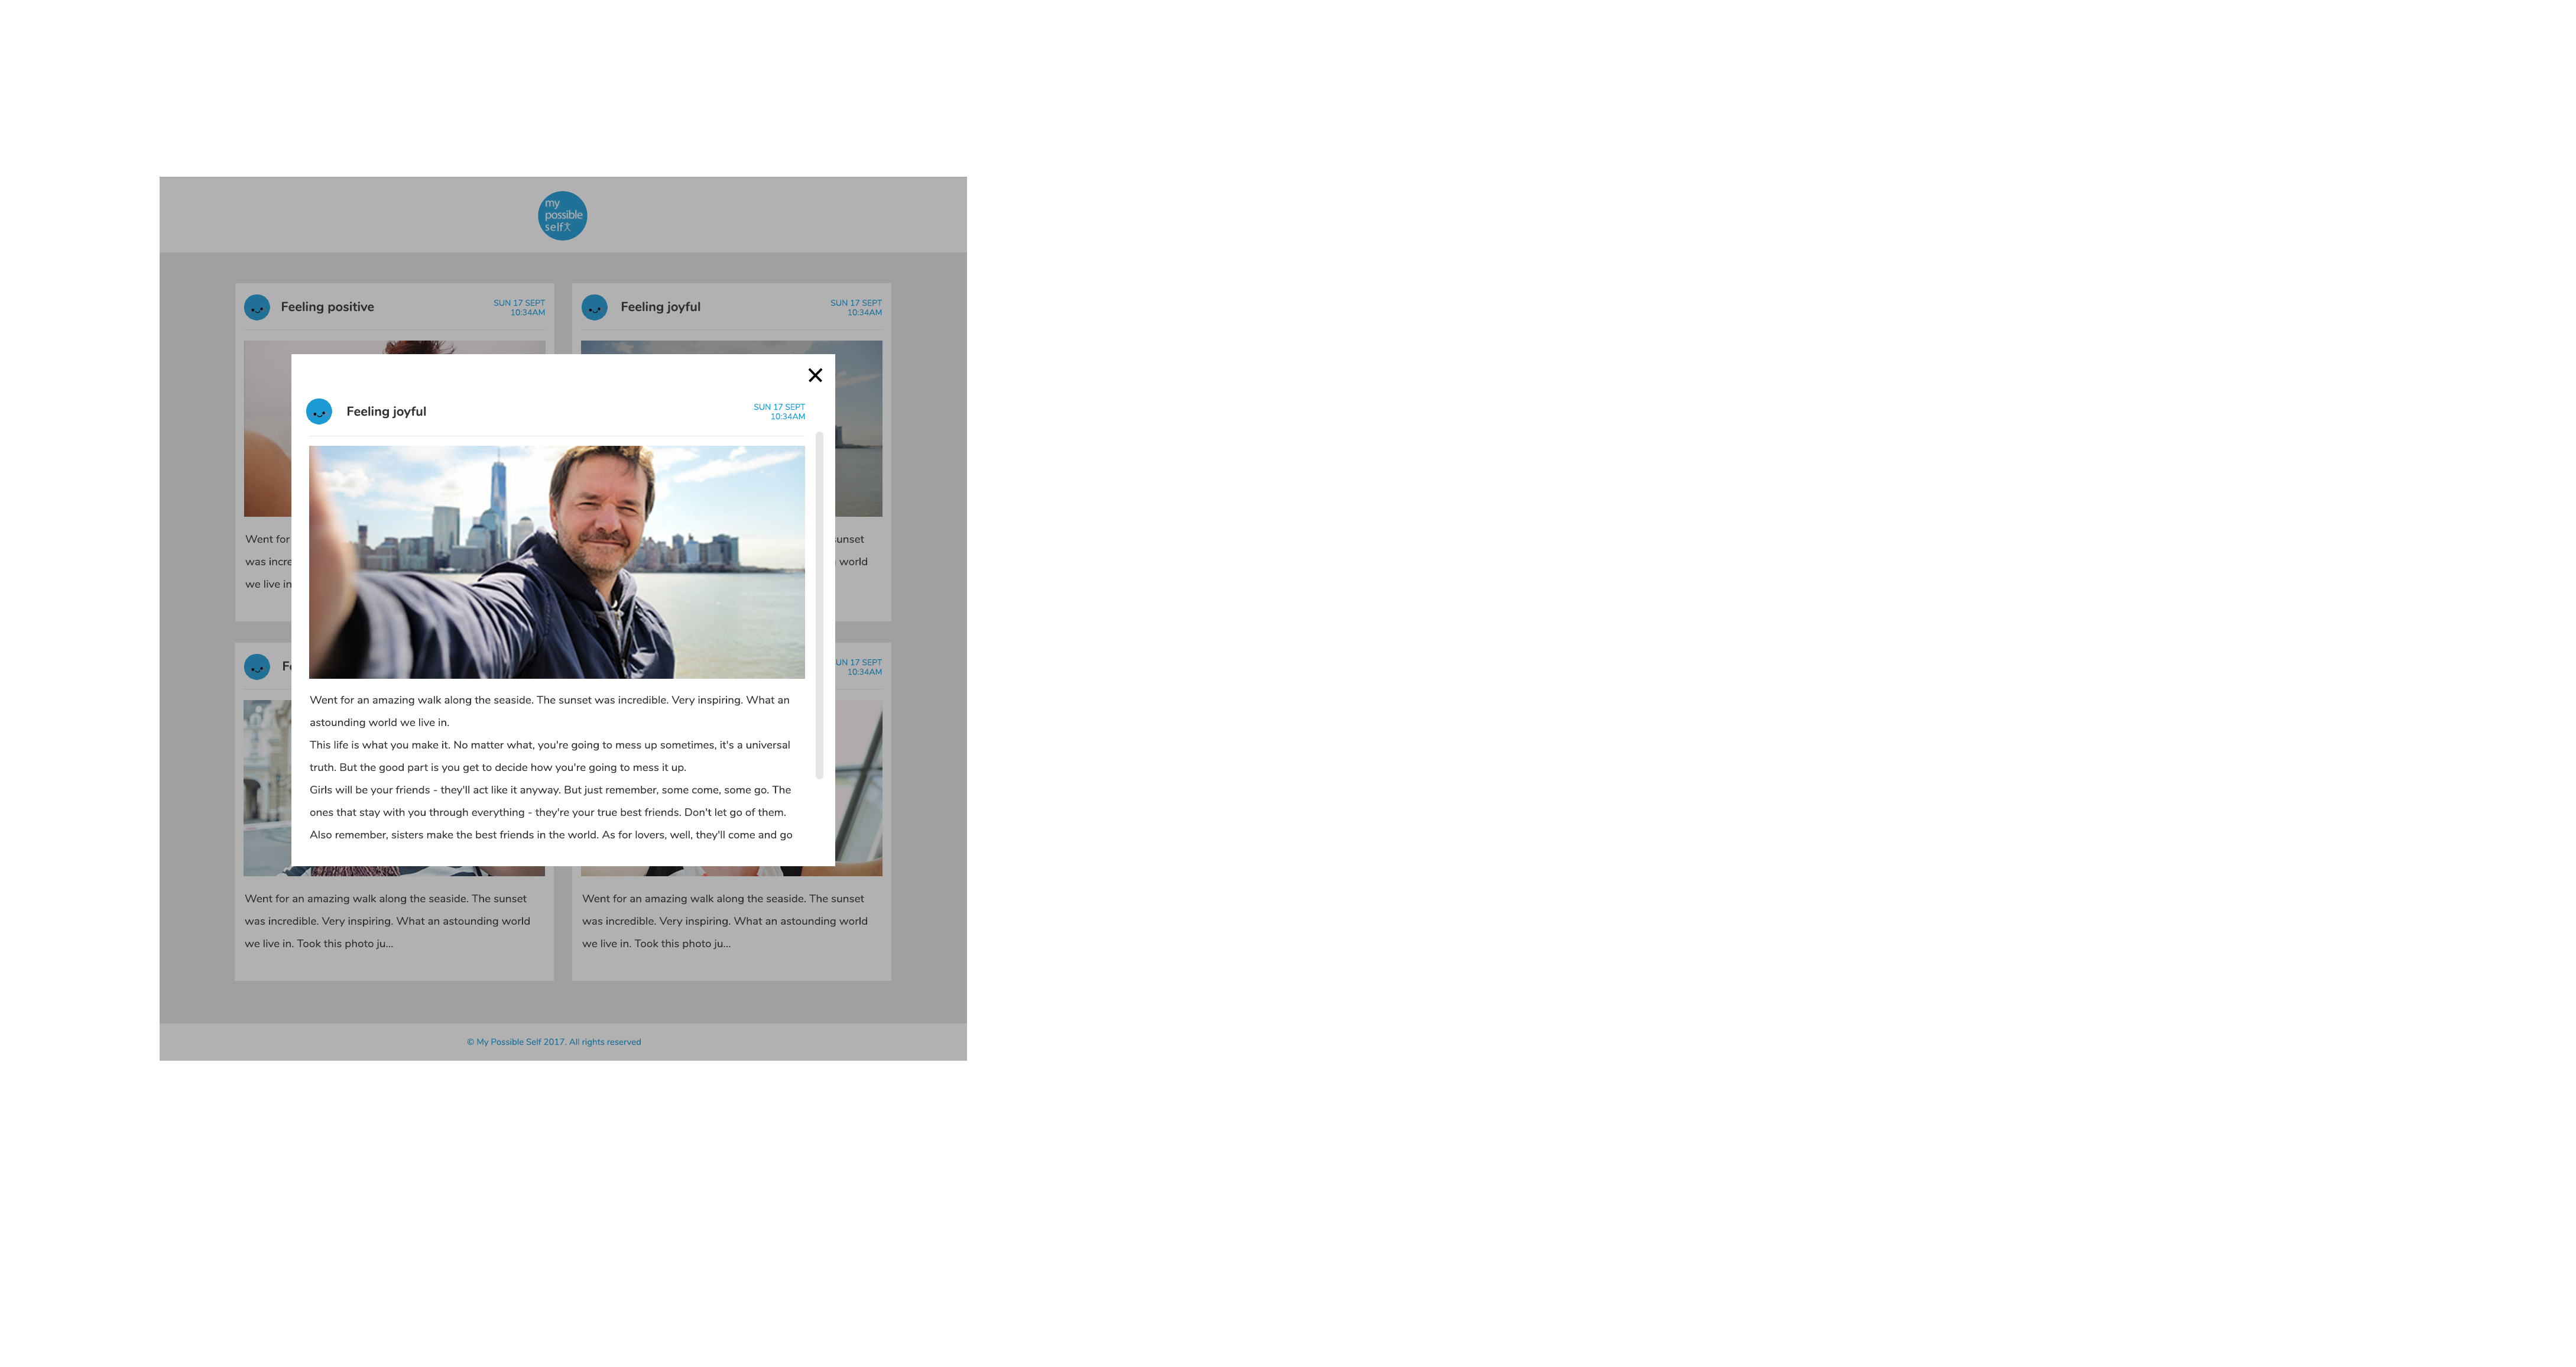 my
possible
self
Feeling positive
SUN 17 SEPT
10:34AM
Feeling joyful
SUN 17 SEPT
10:34AM
Feeling joyful
SUN 17 SEPT
10:34AM
Went for an amazing walk along the seaside. The sunset was incredible. Very inspiring. What an
astounding world we live in.
This life is what you make it. No matter what, you're going to mess up sometimes, it's a universal
truth. But the good part is you get to decide how you're going to mess it up.
Girls will be your friends - they'll act like it anyway. But just remember, some come, some go. The
ones that stay with you through everything - they're your true best friends. Don't let go of them.
Also remember, sisters make the best friends in the world. As for lovers, well, they'll come and go
Went for
was incre
we live in
sunset
world
17 SEPT
10:34AM
Went for an amazing walk along the seaside. The sunset
was incredible. Very inspiring. What an astounding world
we live in. Took this photo ju...
Went for an amazing walk along the seaside. The sunset
was incredible. Very inspiring. What an astounding world
we live in. Took this photo ju...
© My Possible Self 2017. All rights reserved